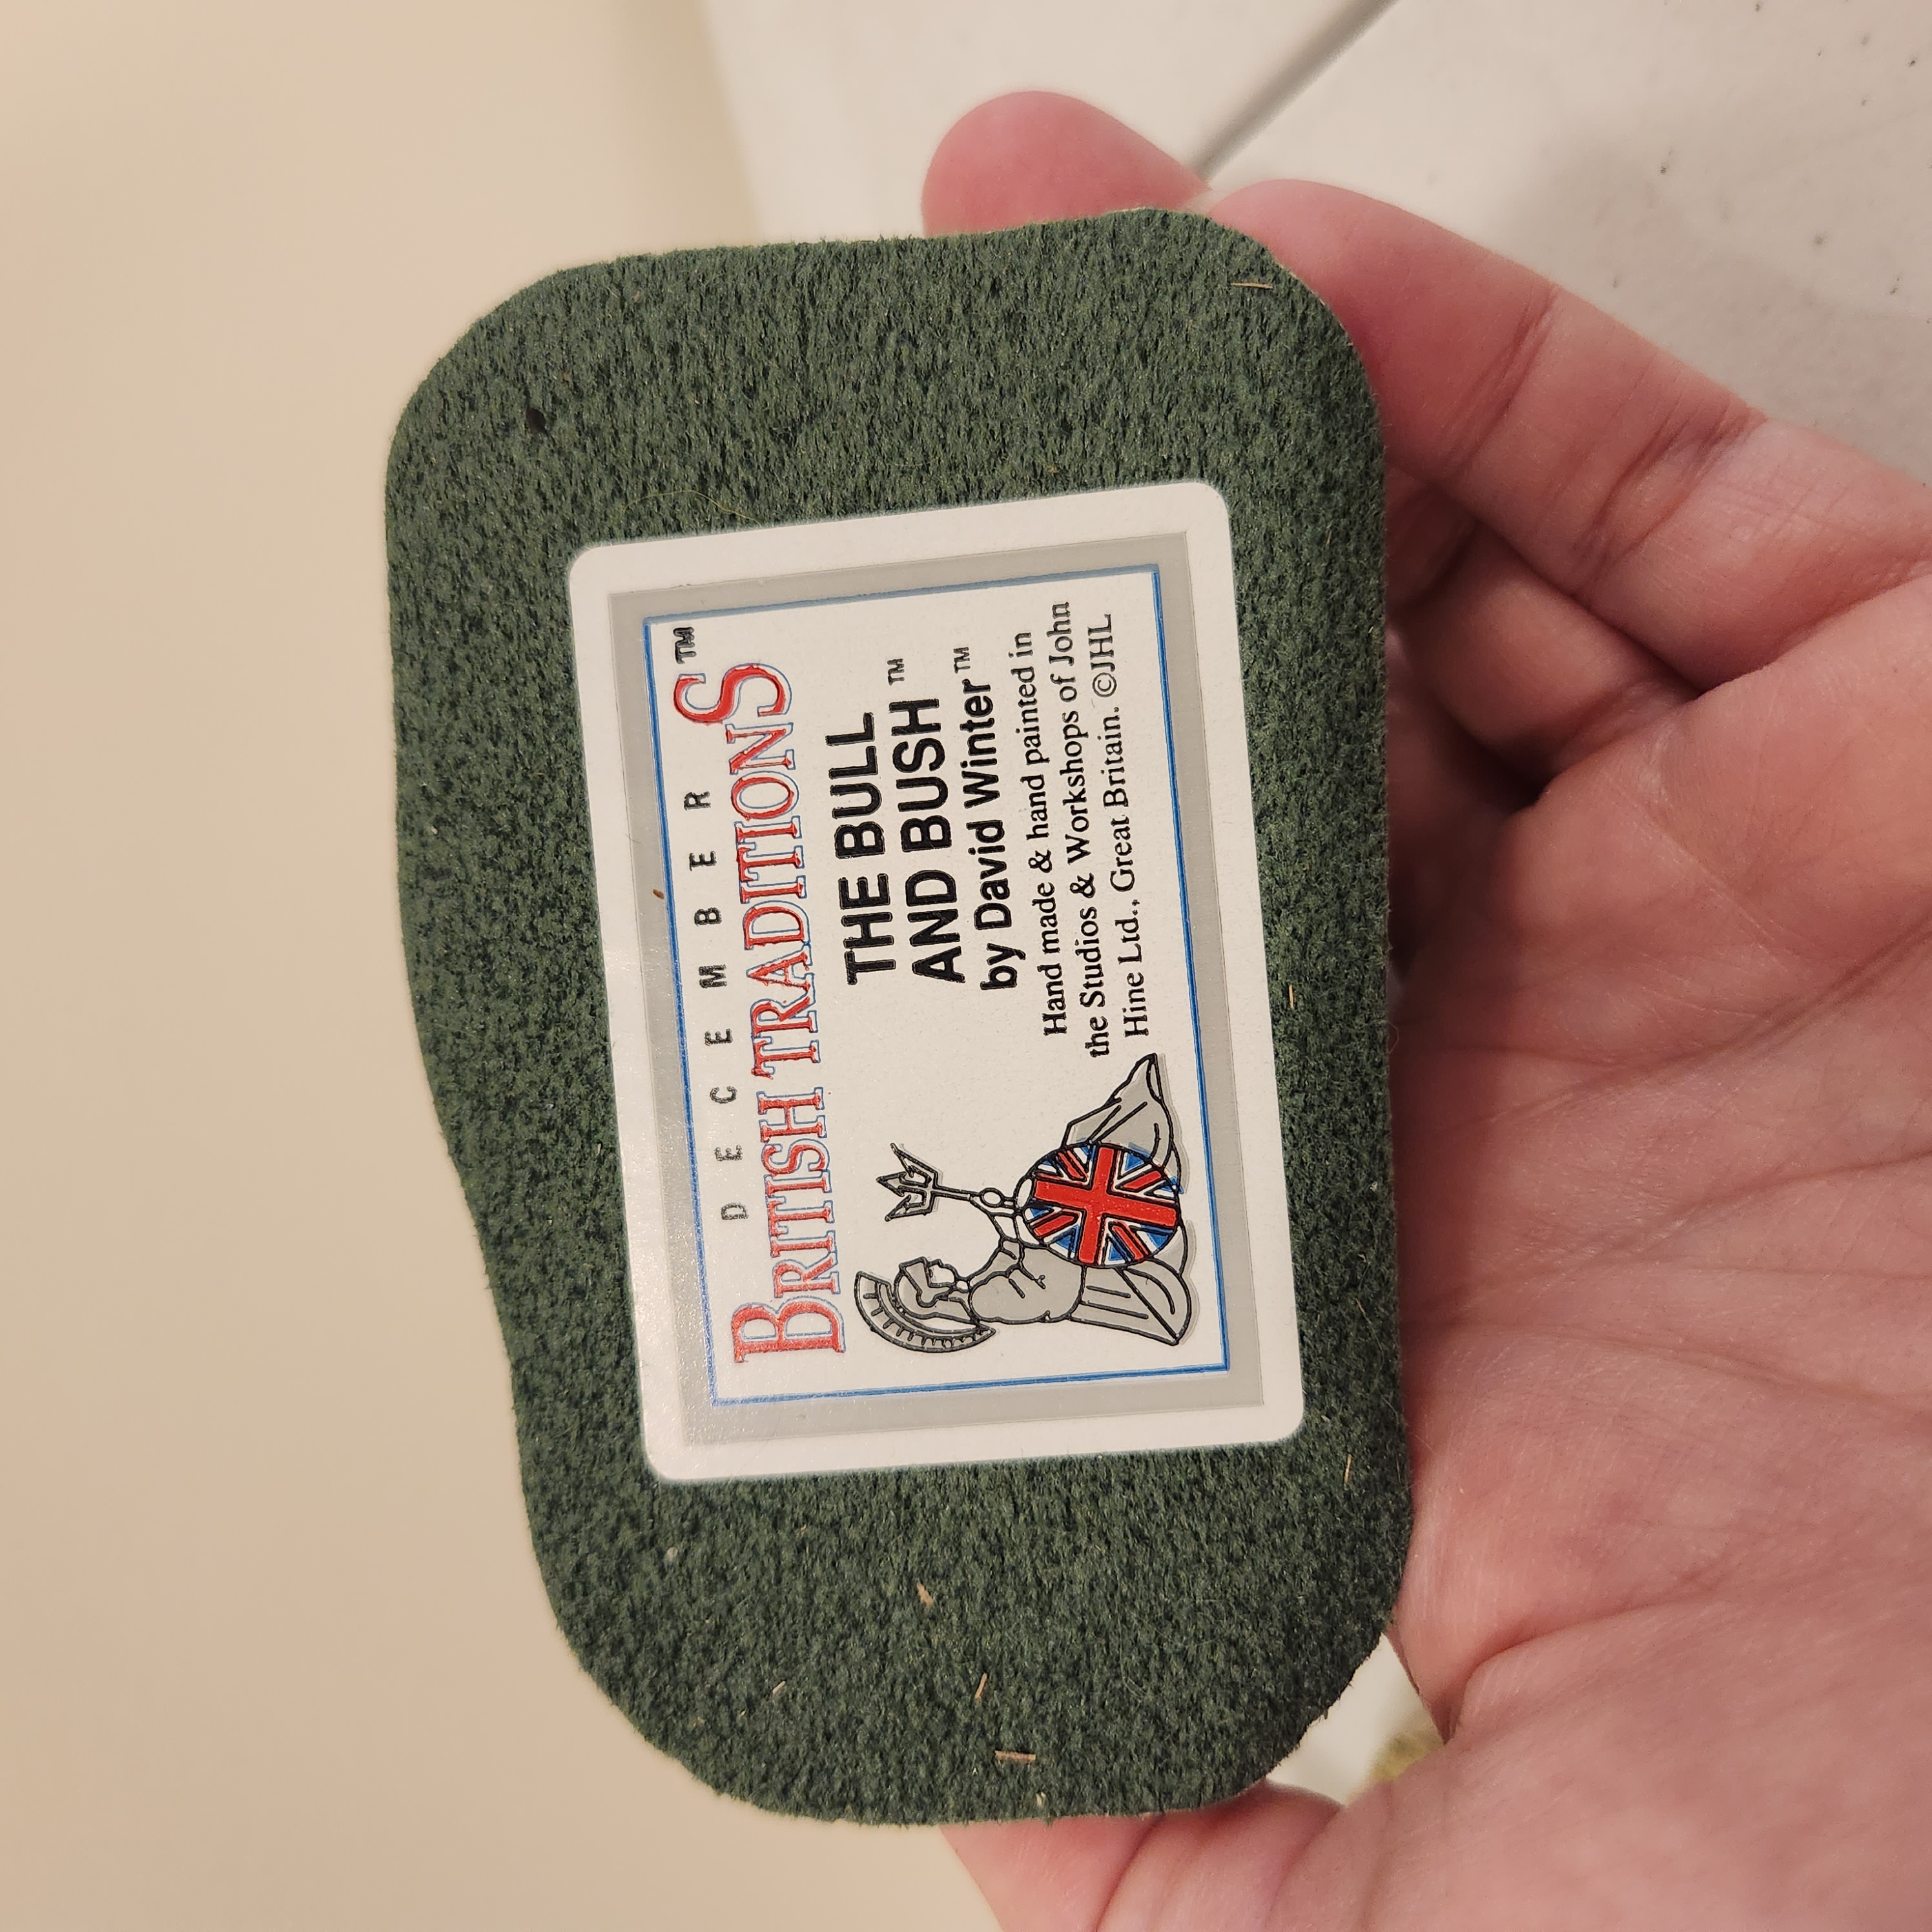 DECEMBER
BRITISH TRADITIONS™
THE BULL
AND BUSH™
by David Winter™
Hand made & hand painted in
the Studios & Workshops of John
Hine Ltd., Great Britain. ©JHL